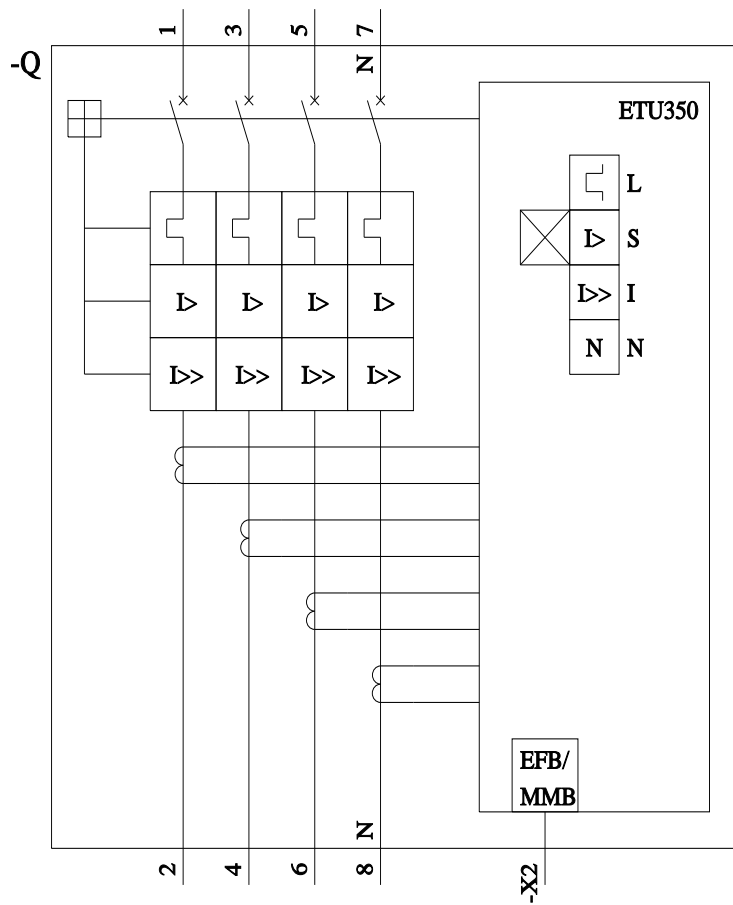 1 3 5 7
N
-Q
ETU350
L
I> S
I> I> I> I>
I>> I
N N
I>> I>> I>> I>>
EFB/
MMB
N
2 4 6 8
-X2